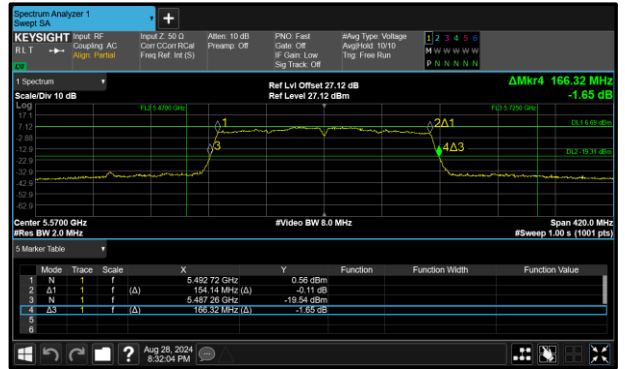 Spectrum Analyzer 1
Swept SA
+
KEYSIGHT Input: RF Input Z: 50 Ω Atten: 10 dB PNO: Fast #Avg Type: Voltage 1 2 3 4 5 6
RLT Coupling: AC Corr CCorr RCal Preamp: Off Gate: Off Avg|Hold: 10/10 M W W W W W
Align: Partial Freq Ref: Int (S) IF Gain: Low Trig: Free Run P N N N N N
Sig Track: Off
1 Spectrum
Ref Lvl Offset 27.12 dB ΔMkr4 166.32 MHz
Scale/Div 10 dB Ref Level 27.12 dBm -1.65 dB
Log
17.1 FL2 5.4700 GHz FL3 5.7250 GHz
7.12 1 2Δ1 DL1 6.69 dBm
-2.88
-12.9 3 4Δ3 DL2 -19.31 dBm
-22.9
-32.9
-42.9
-52.9
-62.9
Center 5.5700 GHz #Video BW 8.0 MHz Span 420.0 MHz
#Res BW 2.0 MHz #Sweep 1.00 s (1001 pts)
5 Marker Table
Mode Trace Scale X Y Function Function Width Function Value
1 N 1 f 5.492 72 GHz 0.56 dBm
2 Δ1 1 f (Δ) 154.14 MHz (Δ) -0.11 dB
3 N 1 f 5.487 26 GHz -19.54 dBm
4 Δ3 1 f (Δ) 166.32 MHz (Δ) -1.65 dB
5
6
? Aug 28, 2024
8:32:04 PM